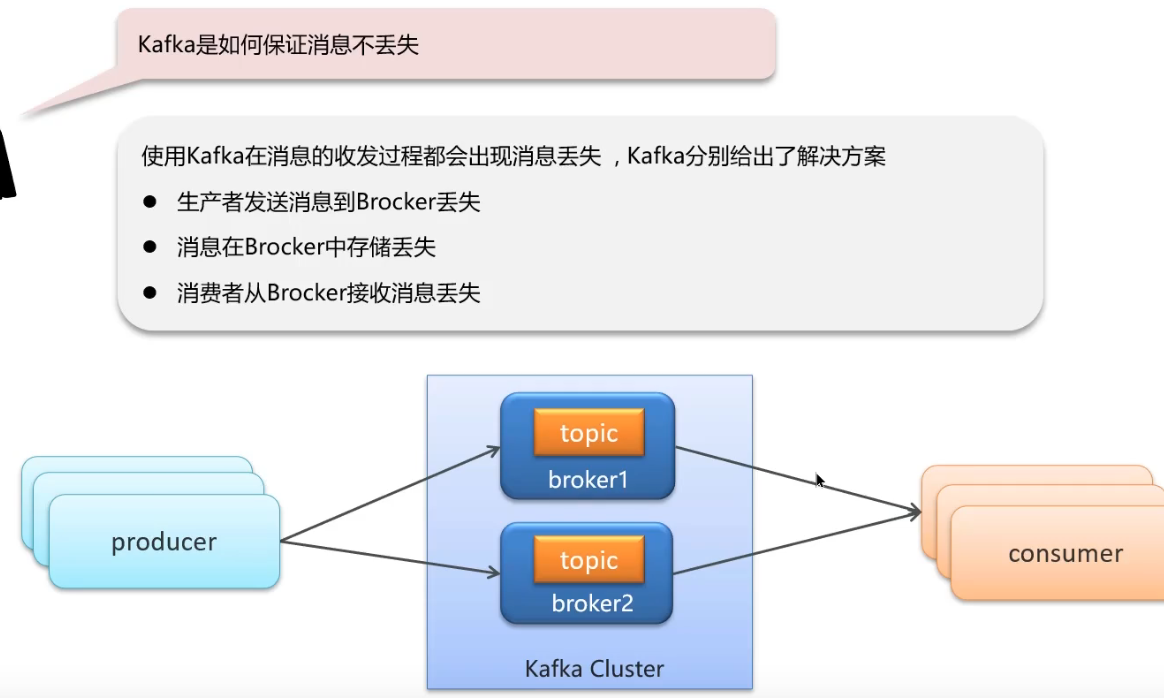 Kafka是如何保证消息不丢失
使用Kafka在消息的收发过程都会出现消息丢失 ，Kafka分别给出了解决方案
● 生产者发送消息到Brocker丢失
● 消息在Brocker中存储丢失
● 消费者从Brocker接收消息丢失
topic
broker1
producer
topic
broker2
consumer
Kafka Cluster